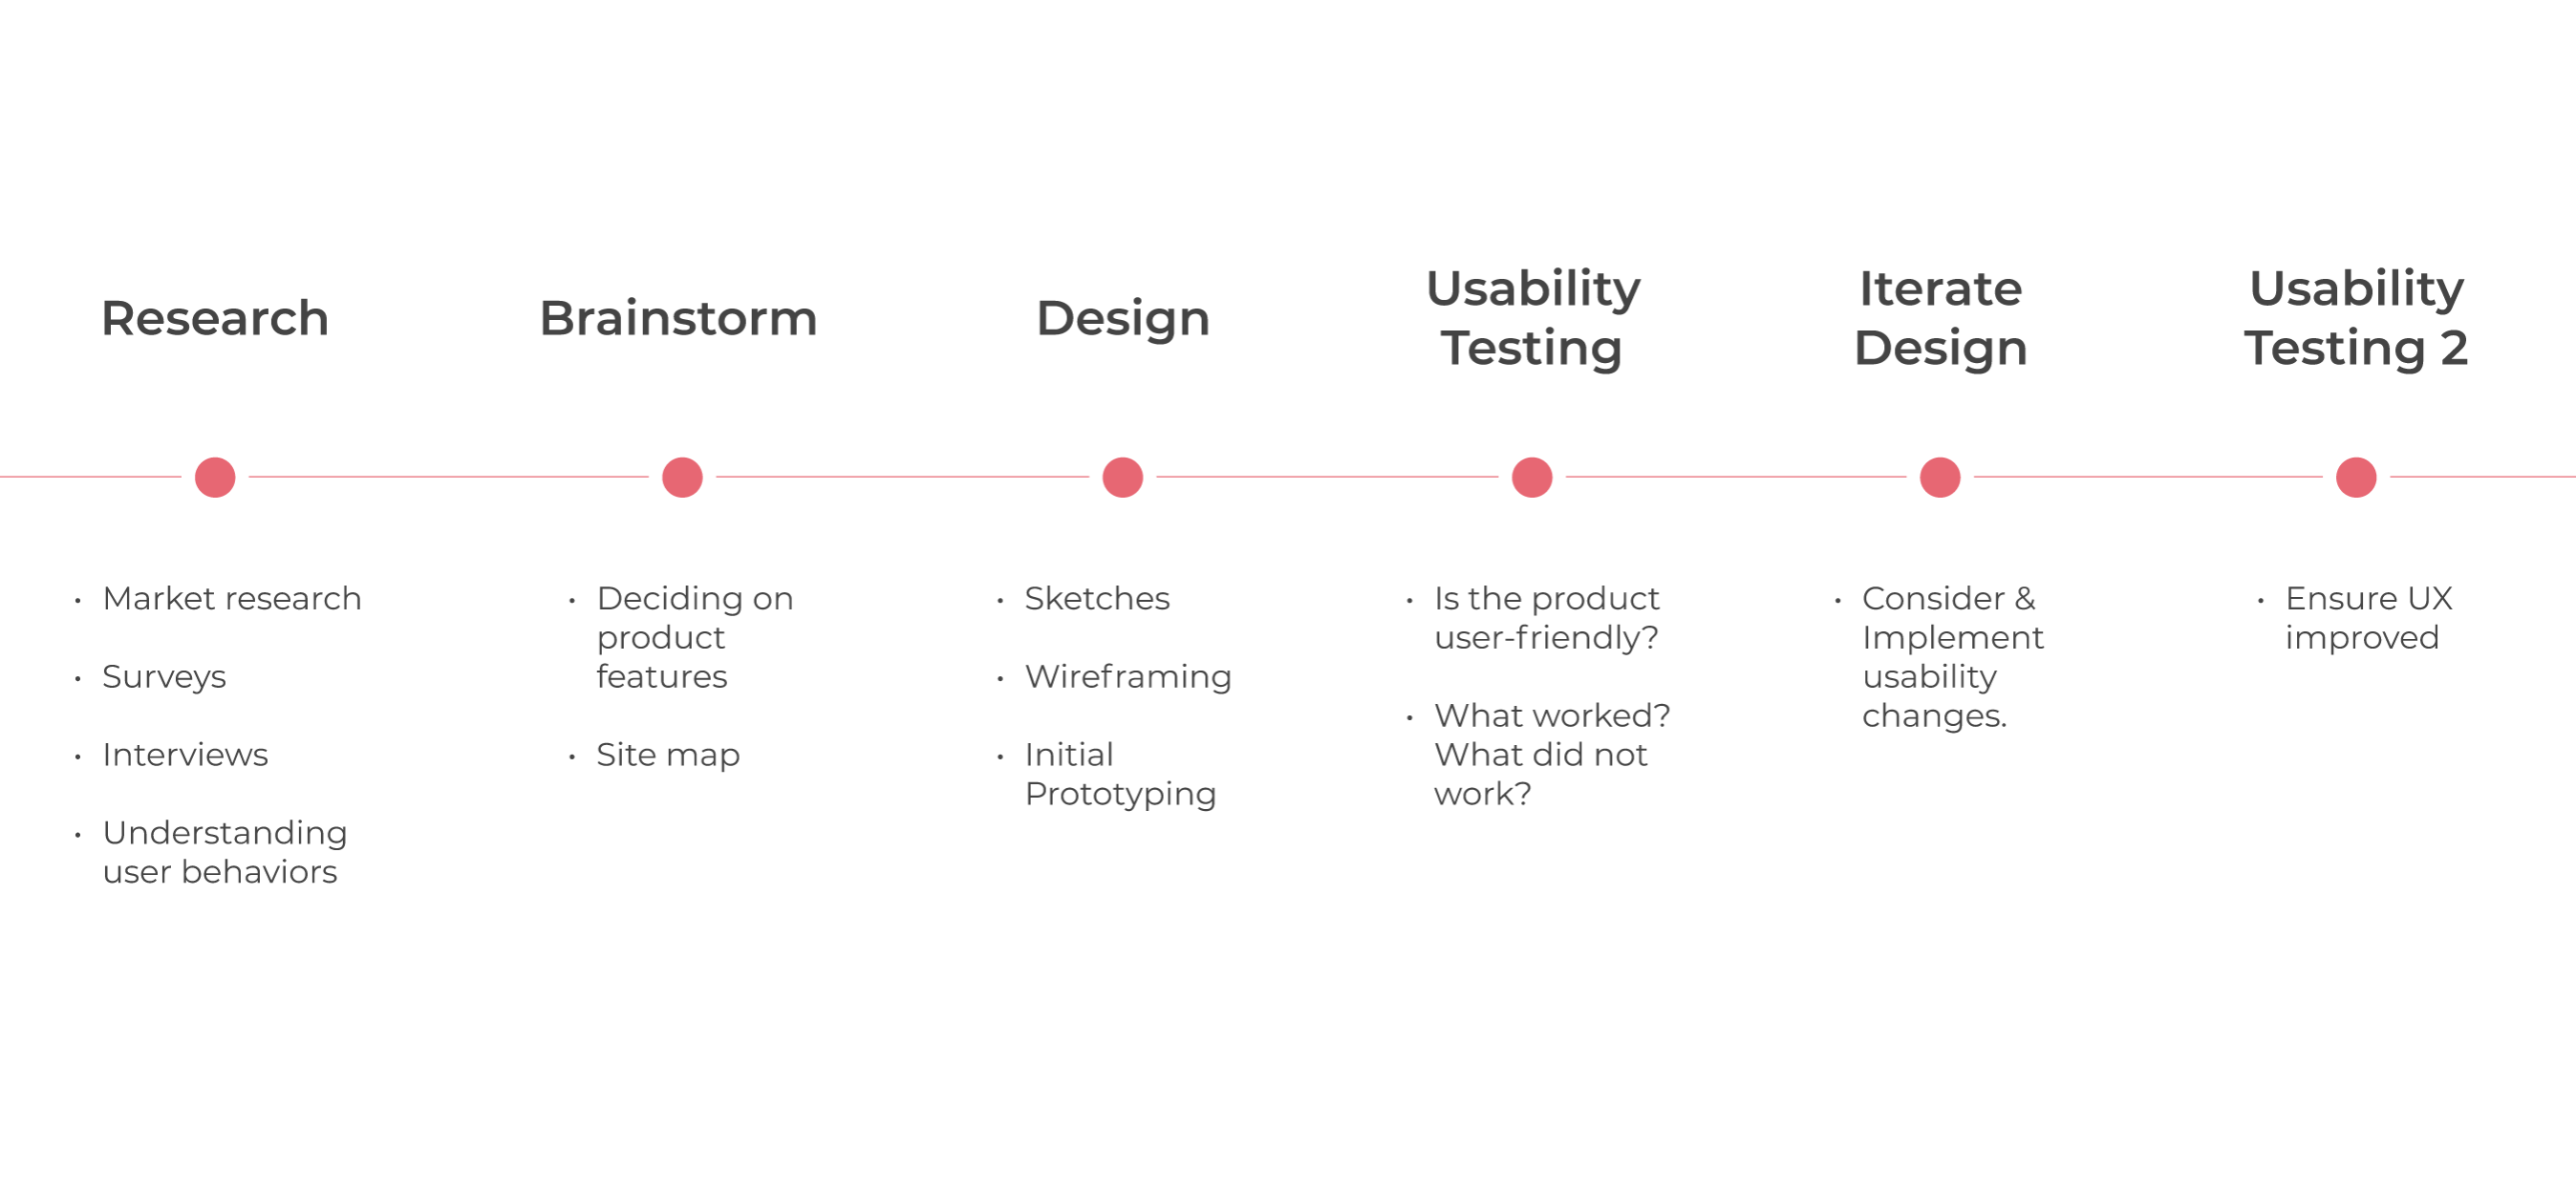 Research
• Market research
• Surveys
• Interviews
• Understanding
user behaviors
Brainstorm
• Deciding on
product
features
• Site map
Design
• Sketches
• Wireframing
• Initial
Prototyping
Usability
Testing
• Is the product
user-friendly?
• What worked?
What did not
work?
Iterate
Design
• Consider &
Implement
usability
changes.
Usability
Testing 2
• Ensure UX
improved